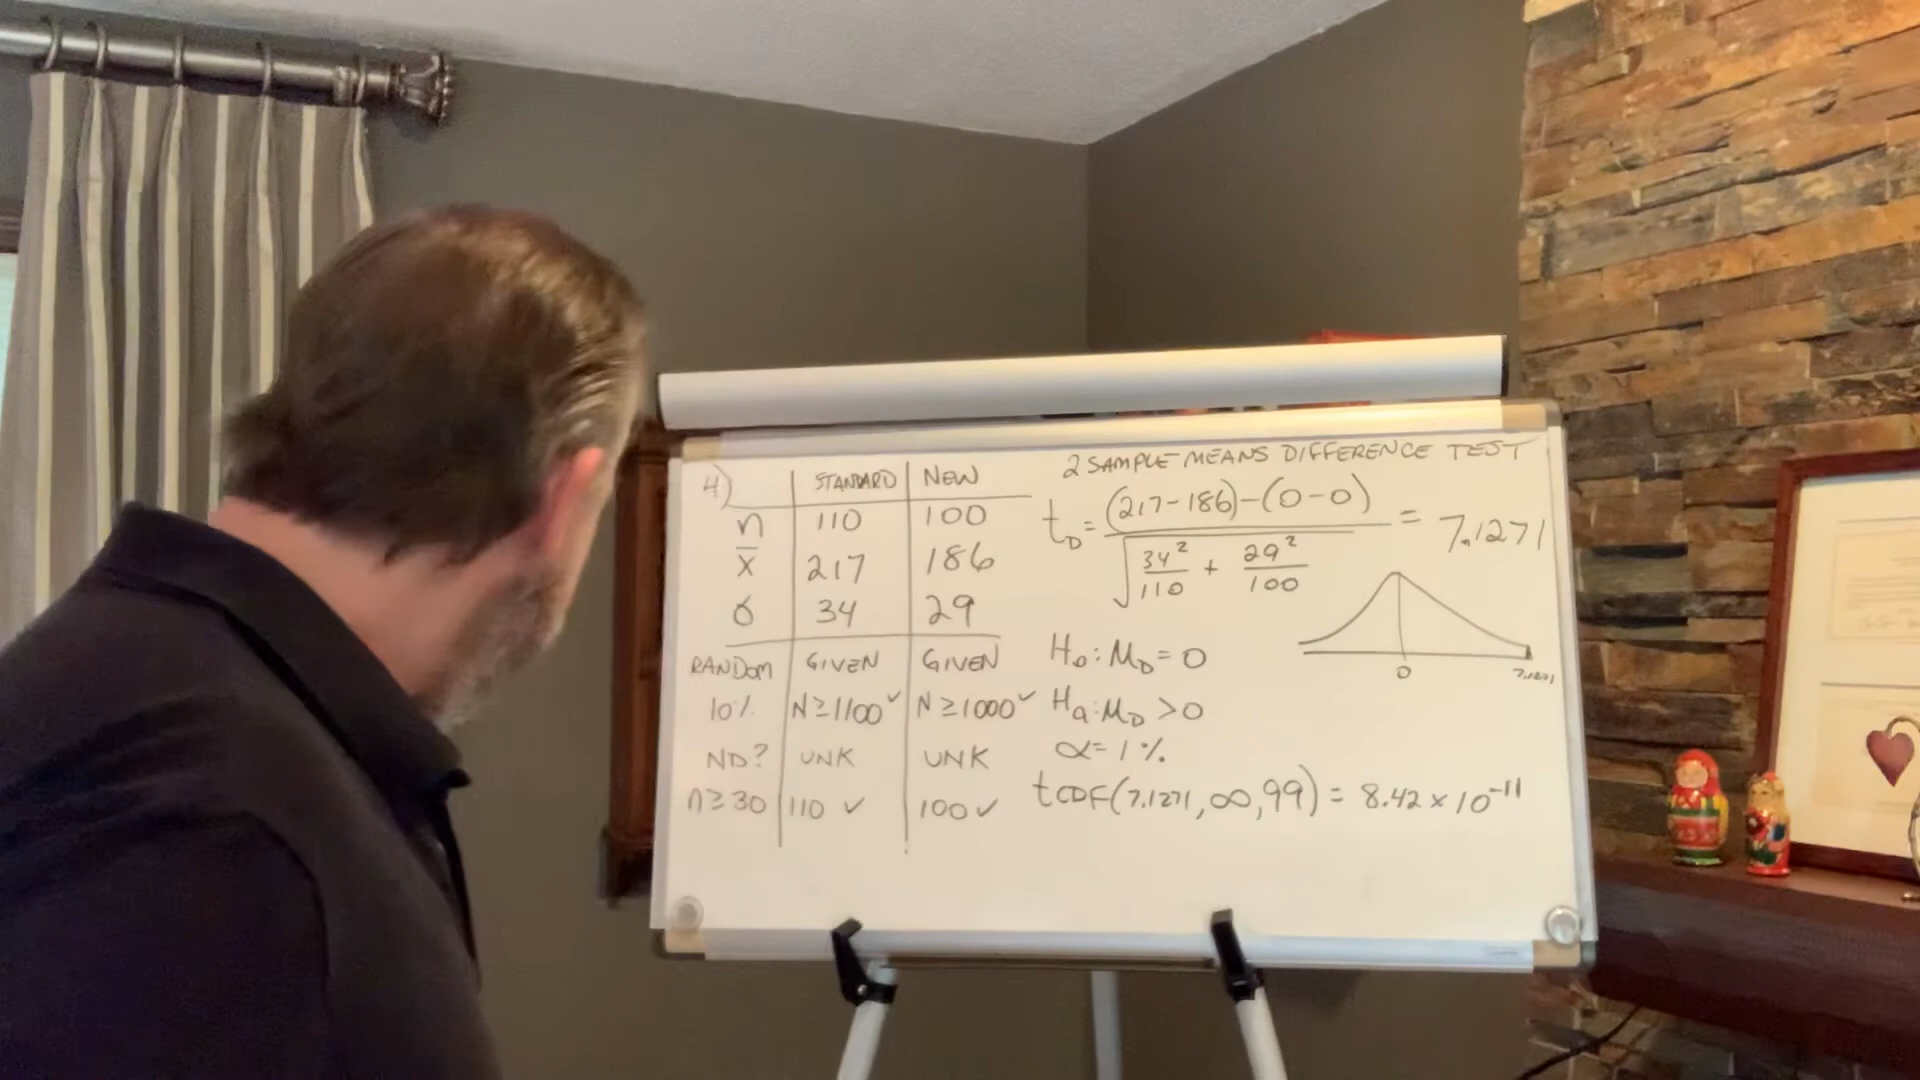 4) STANDARD NEW
n 110 100
x̄ 217 186
σ 34 29
RANDOM GIVEN GIVEN
10% N≥1100✓ N≥1000✓
ND? UNK UNK
n≥30 110 ✓ 100 ✓
2 SAMPLE MEANS DIFFERENCE TEST
t_D = (217-186)-(0-0) / √(34²/110 + 29²/100) = 7.1271
0 7.1271
H₀: M_D = 0
Hₐ: M_D > 0
α = 1%
tCDF(7.1271, ∞, 99) = 8.42 × 10⁻¹¹